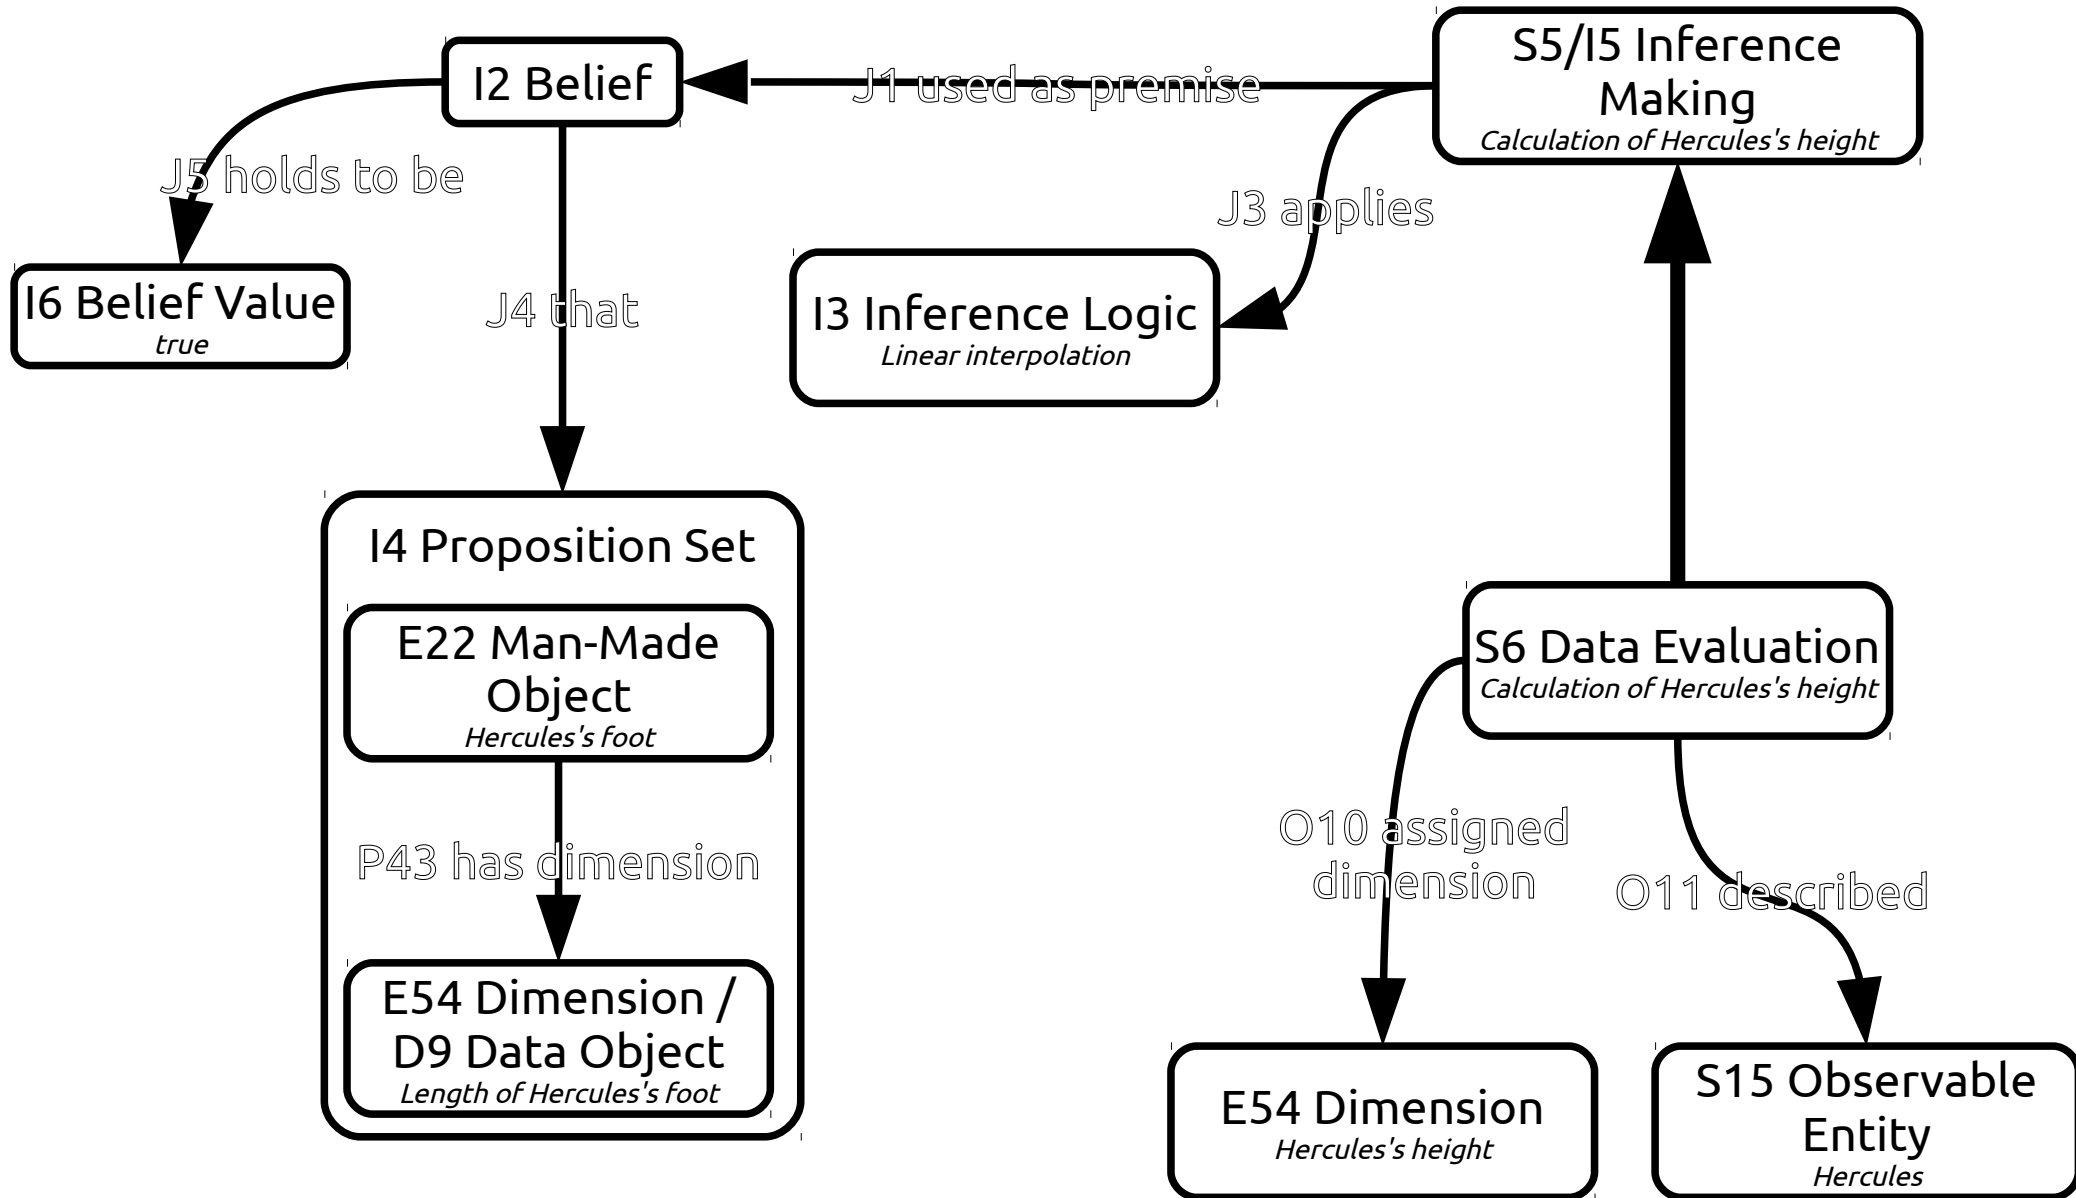 S5/I5 Inference
Making
Calculation of Hercules's height
I2 Belief
J1 used as premise
J5 holds to be
J3 applies
I6 Belief Value
true
J4 that
I3 Inference Logic
Linear interpolation
I4 Proposition Set
E22 Man-Made
Object
Hercules's foot
S6 Data Evaluation
Calculation of Hercules's height
P43 has dimension
O10 assigned
dimension
O11 described
E54 Dimension /
D9 Data Object
Length of Hercules's foot
E54 Dimension
Hercules's height
S15 Observable
Entity
Hercules